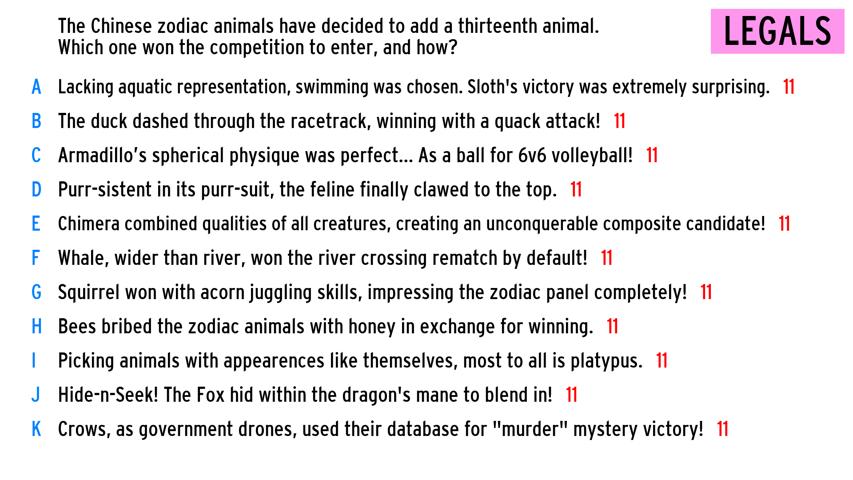 The Chinese zodiac animals have decided to add a thirteenth animal.
Which one won the competition to enter, and how?
LEGALS
A Lacking aquatic representation, swimming was chosen. Sloth's victory was extremely surprising. 11
B The duck dashed through the racetrack, winning with a quack attack! 11
C Armadillo's spherical physique was perfect... As a ball for 6v6 volleyball! 11
D Purr-sistent in its purr-suit, the feline finally clawed to the top. 11
E Chimera combined qualities of all creatures, creating an unconquerable composite candidate! 11
F Whale, wider than river, won the river crossing rematch by default! 11
G Squirrel won with acorn juggling skills, impressing the zodiac panel completely! 11
H Bees bribed the zodiac animals with honey in exchange for winning. 11
I Picking animals with appearences like themselves, most to all is platypus. 11
J Hide-n-Seek! The Fox hid within the dragon's mane to blend in! 11
K Crows, as government drones, used their database for "murder" mystery victory! 11